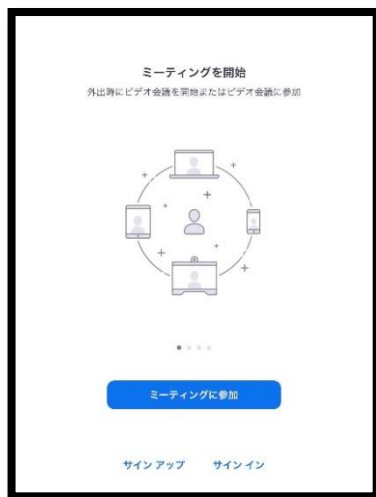 ミーティングを開始
外出時にビデオ会議を開始またはビデオ会議に参加
ミーティングに参加
サイン アップ サイン イン